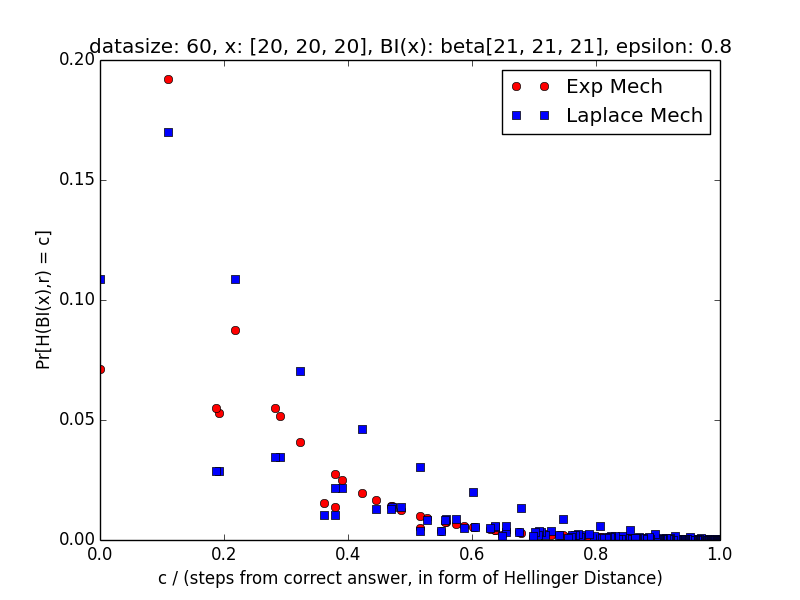 datasize: 60, x: [20, 20, 20], BI(x): beta[21, 21, 21], epsilon: 0.8
0.20
Exp Mech
Laplace Mech
0.15
0.10
0.05
0.00
Pr[H(BI(x),r) = c]
0.0 0.2 0.4 0.6 0.8 1.0
c / (steps from correct answer, in form of Hellinger Distance)